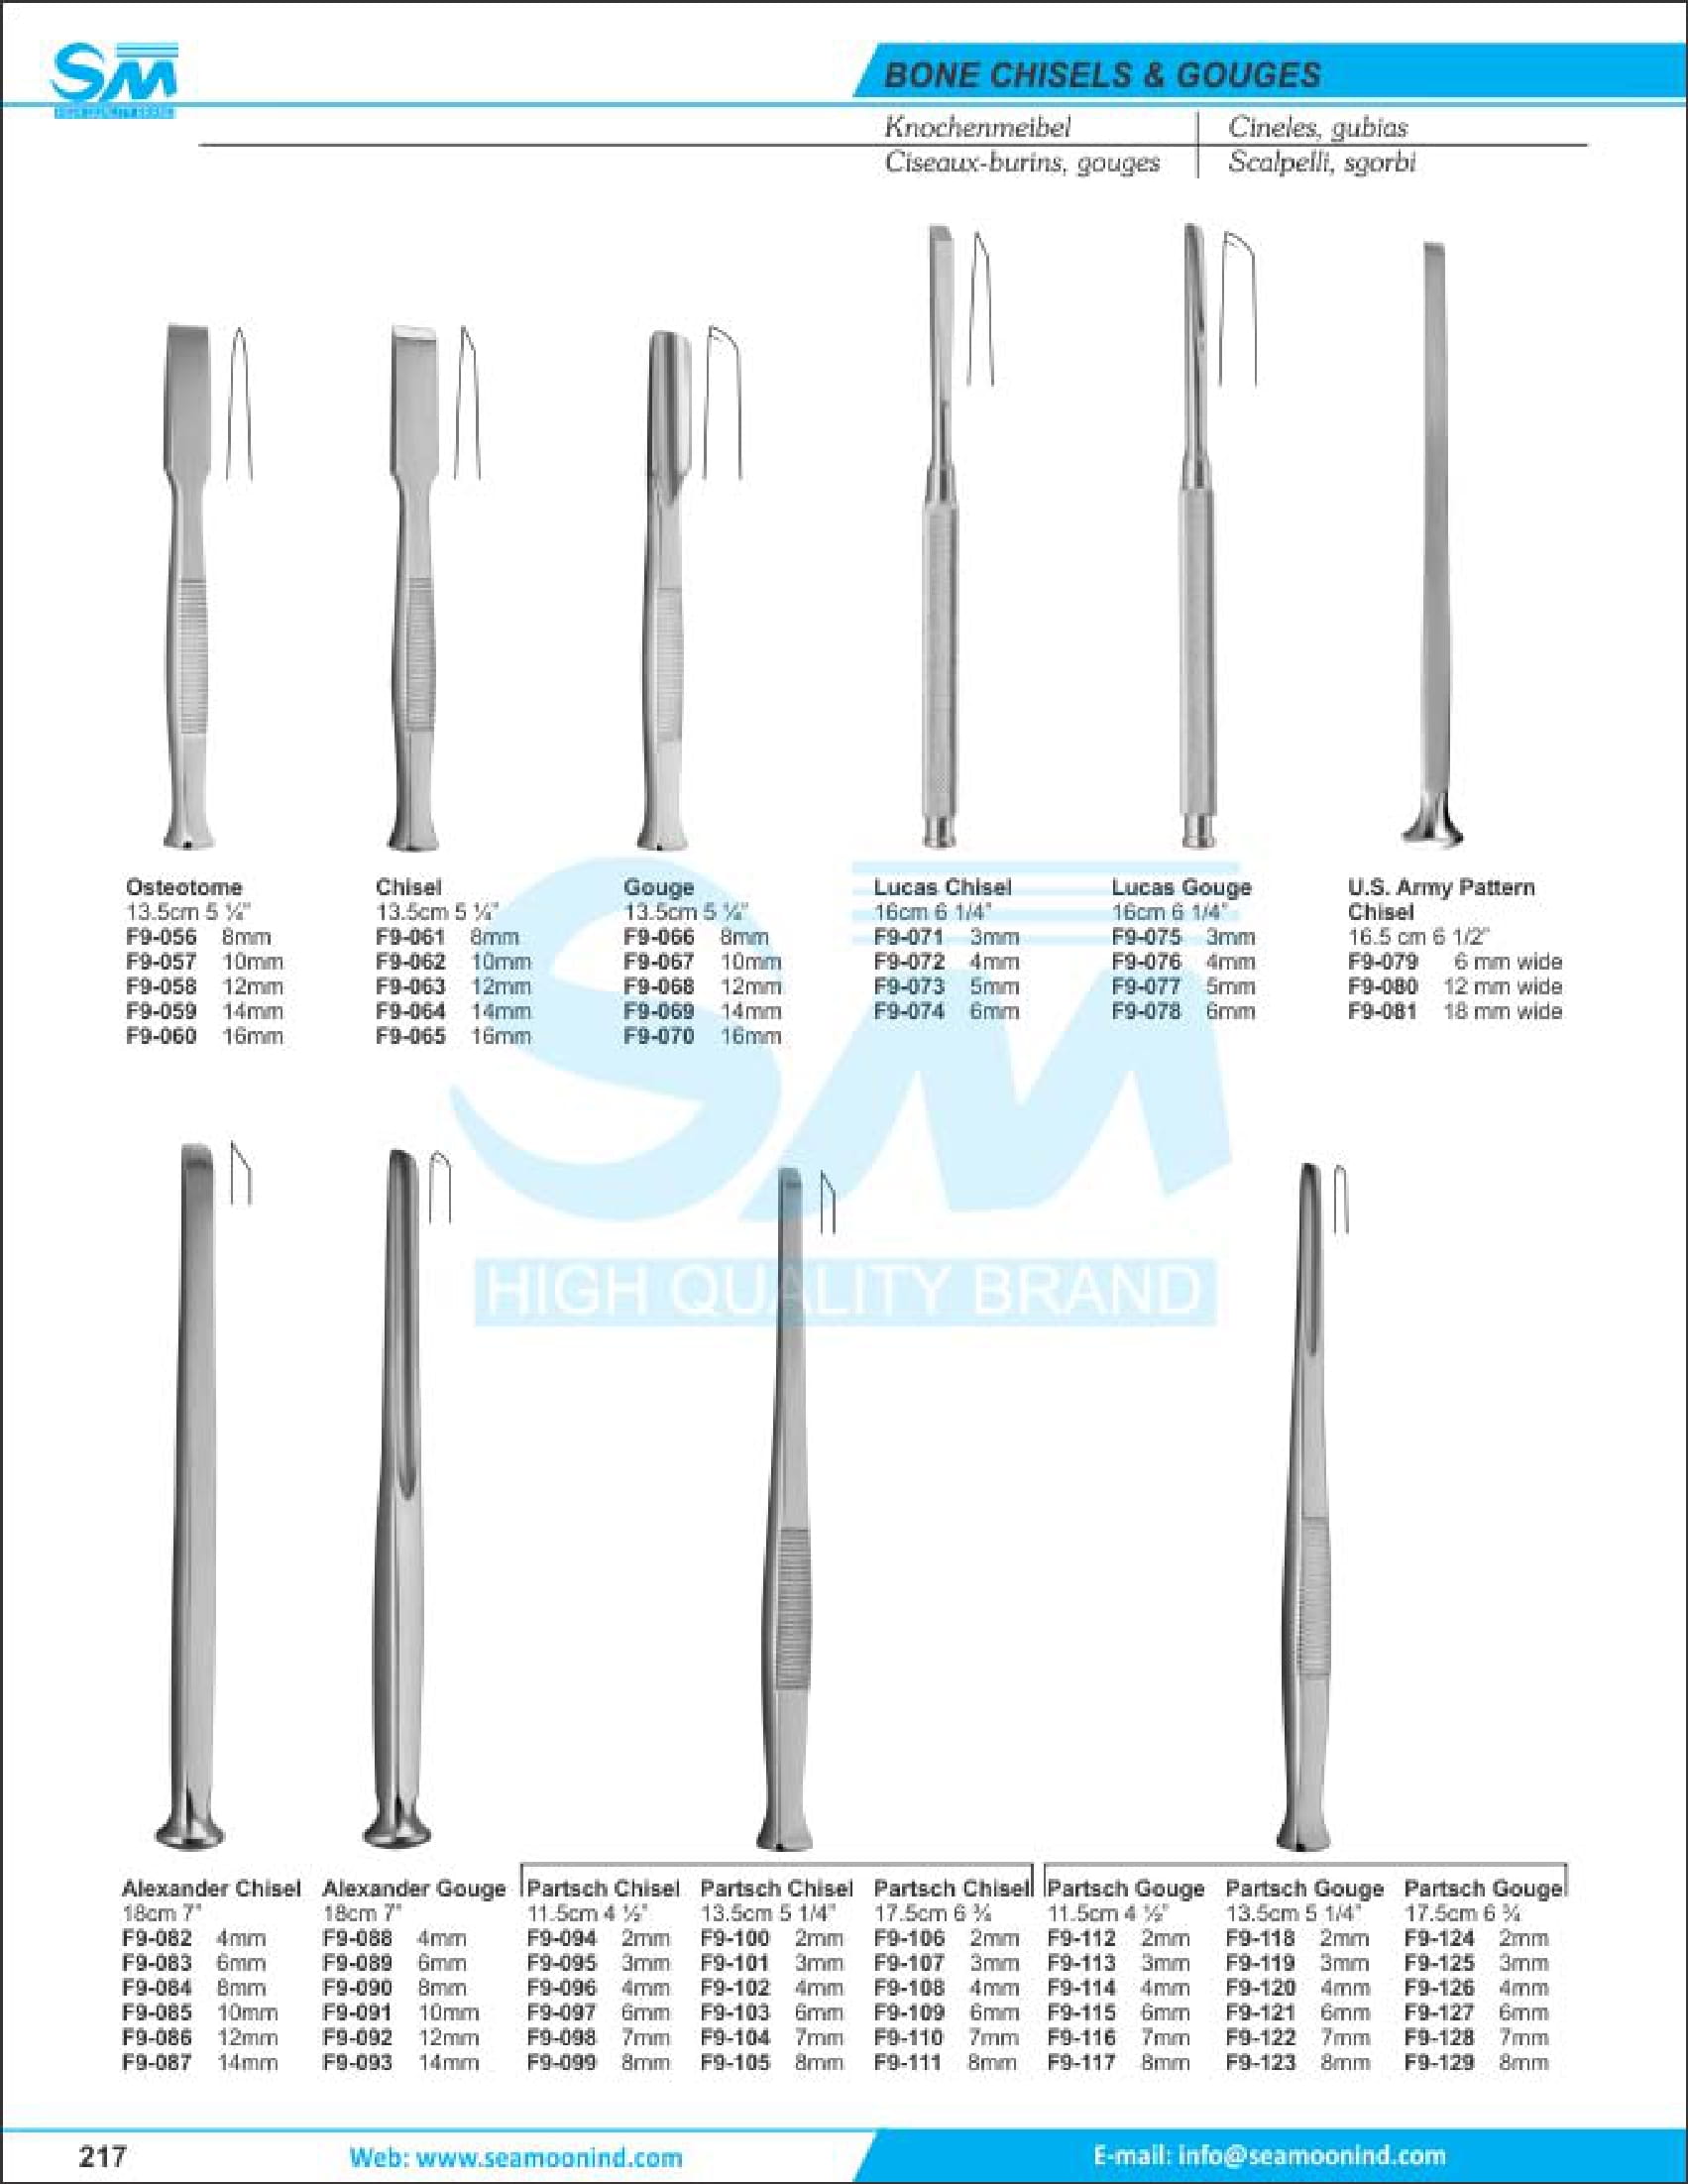 SM
BONE CHISELS & GOUGES
Knochenmeibel
Cineles, gubias
Ciseaux-burins, gouges
Scalpelli, sgorbi
Osteotome
13.5cm 5 ¼"
F9-056 8mm
F9-057 10mm
F9-058 12mm
F9-059 14mm
F9-060 16mm
Chisel
13.5cm 5 ¼"
F9-061 8mm
F9-062 10mm
F9-063 12mm
F9-064 14mm
F9-065 16mm
Gouge
13.5cm 5 ¼"
F9-066 8mm
F9-067 10mm
F9-068 12mm
F9-069 14mm
F9-070 16mm
Lucas Chisel
16cm 6 1/4"
F9-071 3mm
F9-072 4mm
F9-073 5mm
F9-074 6mm
Lucas Gouge
16cm 6 1/4"
F9-075 3mm
F9-076 4mm
F9-077 5mm
F9-078 6mm
U.S. Army Pattern
Chisel
16.5 cm 6 1/2"
F9-079 6 mm wide
F9-080 12 mm wide
F9-081 18 mm wide
SM
HIGH QUALITY BRAND
Alexander Chisel
18cm 7"
F9-082 4mm
F9-083 6mm
F9-084 8mm
F9-085 10mm
F9-086 12mm
F9-087 14mm
Alexander Gouge
18cm 7"
F9-088 4mm
F9-089 6mm
F9-090 8mm
F9-091 10mm
F9-092 12mm
F9-093 14mm
Partsch Chisel
11.5cm 4 ½"
F9-094 2mm
F9-095 3mm
F9-096 4mm
F9-097 6mm
F9-098 7mm
F9-099 8mm
Partsch Chisel
13.5cm 5 1/4"
F9-100 2mm
F9-101 3mm
F9-102 4mm
F9-103 6mm
F9-104 7mm
F9-105 8mm
Partsch Chisel
17.5cm 6 ¾
F9-106 2mm
F9-107 3mm
F9-108 4mm
F9-109 6mm
F9-110 7mm
F9-111 8mm
Partsch Gouge
11.5cm 4 ½"
F9-112 2mm
F9-113 3mm
F9-114 4mm
F9-115 6mm
F9-116 7mm
F9-117 8mm
Partsch Gouge
13.5cm 5 1/4"
F9-118 2mm
F9-119 3mm
F9-120 4mm
F9-121 6mm
F9-122 7mm
F9-123 8mm
Partsch Gouge
17.5cm 6 ¾
F9-124 2mm
F9-125 3mm
F9-126 4mm
F9-127 6mm
F9-128 7mm
F9-129 8mm
217
Web: www.seamoonind.com
E-mail: info@seamoonind.com